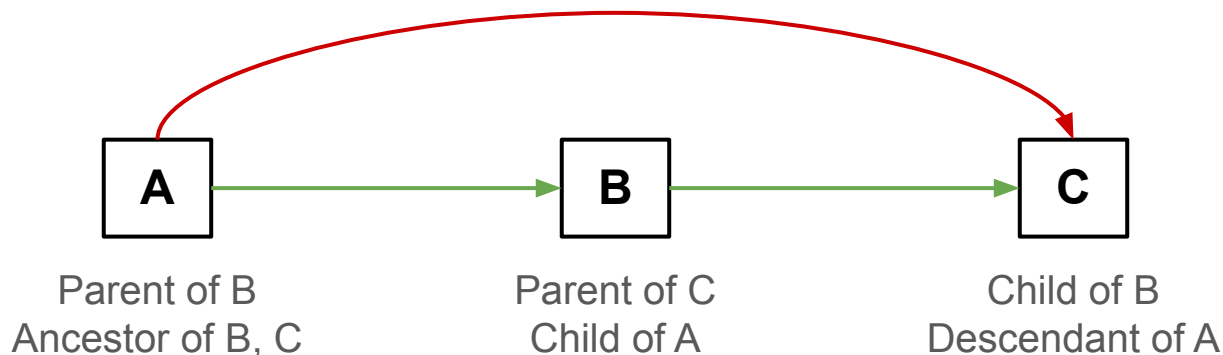 A
B
C
Parent of B
Ancestor of B, C
Parent of C
Child of A
Child of B
Descendant of A